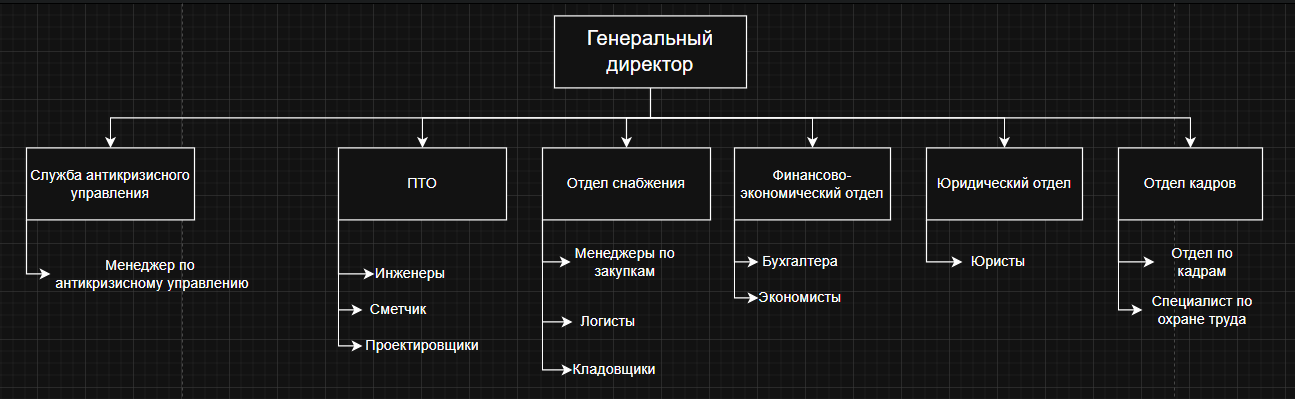 Генеральный
директор
Служба антикризисного
управления
ПТО
Отдел снабжения
Финансово-
экономический отдел
Юридический отдел
Отдел кадров
Менеджер по
антикризисному управлению
Инженеры
Сметчик
Проектировщики
Менеджеры по
закупкам
Логисты
Кладовщики
Бухгалтера
Экономисты
Юристы
Отдел по
кадрам
Специалист по
охране труда